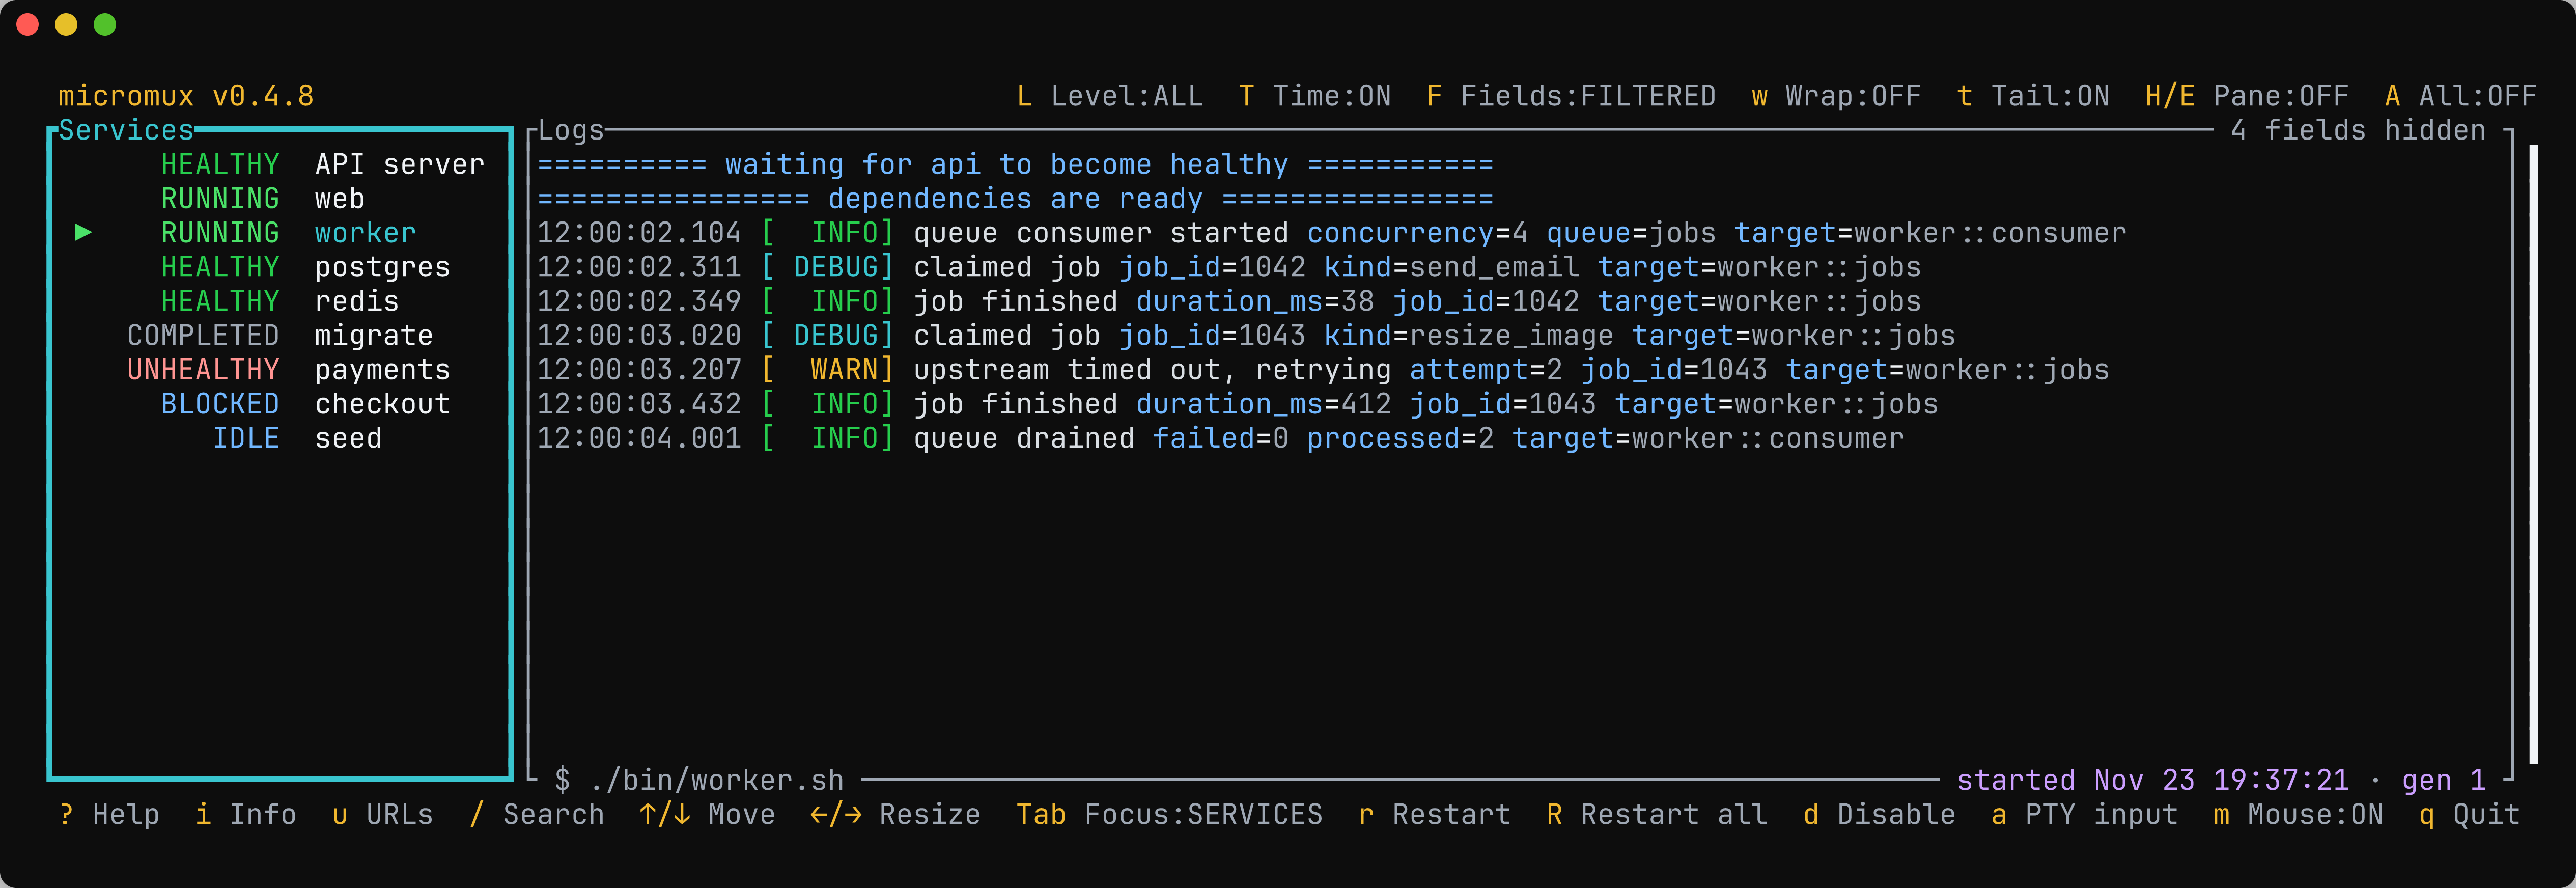 micromux v0.4.8 L Level:ALL T Time:ON F Fields:FILTERED w Wrap:OFF t Tail:ON H/E Pane:OFF A All:OFF
Services
HEALTHY API server
RUNNING web
▶ RUNNING worker
HEALTHY postgres
HEALTHY redis
COMPLETED migrate
UNHEALTHY payments
BLOCKED checkout
IDLE seed
Logs 4 fields hidden
========== waiting for api to become healthy ===========
================ dependencies are ready ================
12:00:02.104 [  INFO] queue consumer started concurrency=4 queue=jobs target=worker::consumer
12:00:02.311 [ DEBUG] claimed job job_id=1042 kind=send_email target=worker::jobs
12:00:02.349 [  INFO] job finished duration_ms=38 job_id=1042 target=worker::jobs
12:00:03.020 [ DEBUG] claimed job job_id=1043 kind=resize_image target=worker::jobs
12:00:03.207 [  WARN] upstream timed out, retrying attempt=2 job_id=1043 target=worker::jobs
12:00:03.432 [  INFO] job finished duration_ms=412 job_id=1043 target=worker::jobs
12:00:04.001 [  INFO] queue drained failed=0 processed=2 target=worker::consumer
$ ./bin/worker.sh started Nov 23 19:37:21 · gen 1
? Help i Info u URLs / Search ↑/↓ Move ←/→ Resize Tab Focus:SERVICES r Restart R Restart all d Disable a PTY input m Mouse:ON q Quit